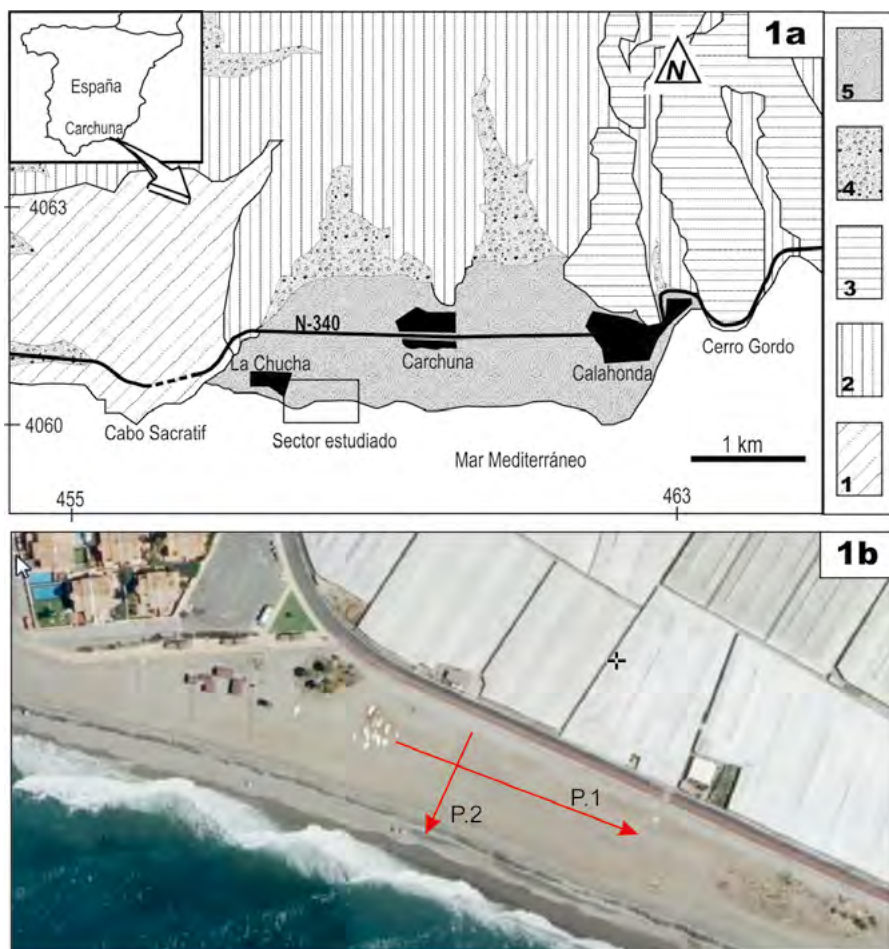 1a
N
España
Carchuna
5
4
3
2
1
4063
N-340
La Chucha
Carchuna
Calahonda
Cerro Gordo
4060
Cabo Sacratif
Sector estudiado
Mar Mediterráneo
1 km
455
463
1b
P.1
P.2